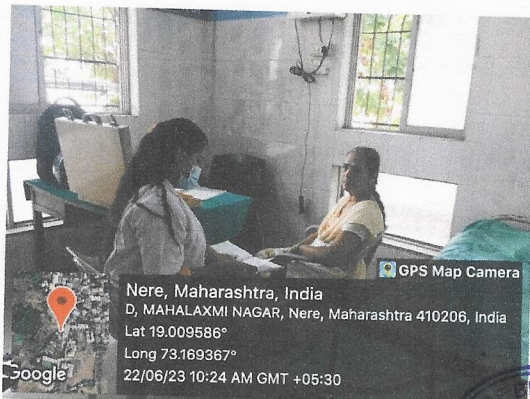 GPS Map Camera
Nere, Maharashtra, India
D, MAHALAXMI NAGAR, Nere, Maharashtra 410206, India
Lat 19.009586°
Long 73.169367°
22/06/23 10:24 AM GMT +05:30
Google